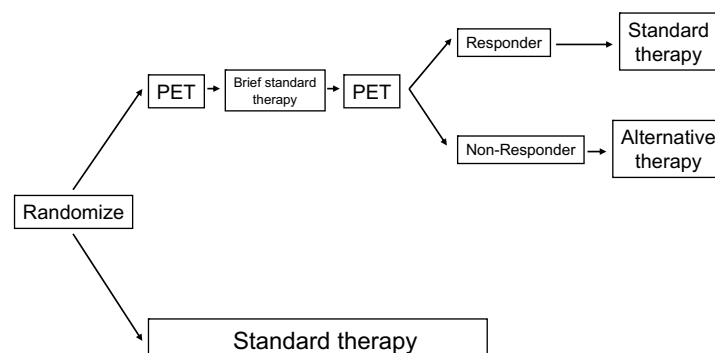 Responder
Standard
therapy
PET
Brief standard
therapy
PET
Non-Responder
Alternative
therapy
Randomize
Standard therapy